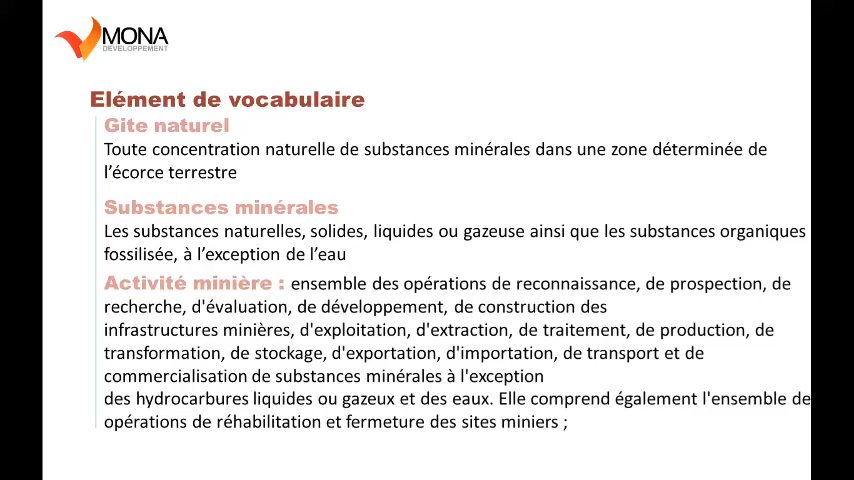 MONA
DEVELOPPEMENT
Elément de vocabulaire
Gite naturel
Toute concentration naturelle de substances minérales dans une zone déterminée de
l’écorce terrestre
Substances minérales
Les substances naturelles, solides, liquides ou gazeuse ainsi que les substances organiques
fossilisée, à l’exception de l’eau
Activité minière : ensemble des opérations de reconnaissance, de prospection, de
recherche, d'évaluation, de développement, de construction des
infrastructures minières, d'exploitation, d'extraction, de traitement, de production, de
transformation, de stockage, d'exportation, d'importation, de transport et de
commercialisation de substances minérales à l'exception
des hydrocarbures liquides ou gazeux et des eaux. Elle comprend également l'ensemble de
opérations de réhabilitation et fermeture des sites miniers ;